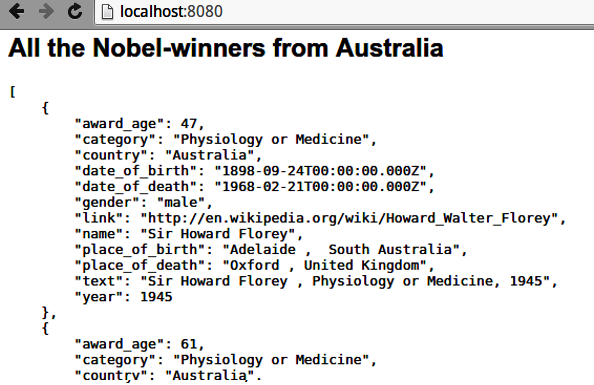 localhost:8080
All the Nobel-winners from Australia
[
{
"award_age": 47,
"category": "Physiology or Medicine",
"country": "Australia",
"date_of_birth": "1898-09-24T00:00:00.000Z",
"date_of_death": "1968-02-21T00:00:00.000Z",
"gender": "male",
"link": "http://en.wikipedia.org/wiki/Howard_Walter_Florey",
"name": "Sir Howard Florey",
"place_of_birth": "Adelaide ,  South Australia",
"place_of_death": "Oxford , United Kingdom",
"text": "Sir Howard Florey , Physiology or Medicine, 1945",
"year": 1945
},
{
"award_age": 61,
"category": "Physiology or Medicine",
"country": "Australia",